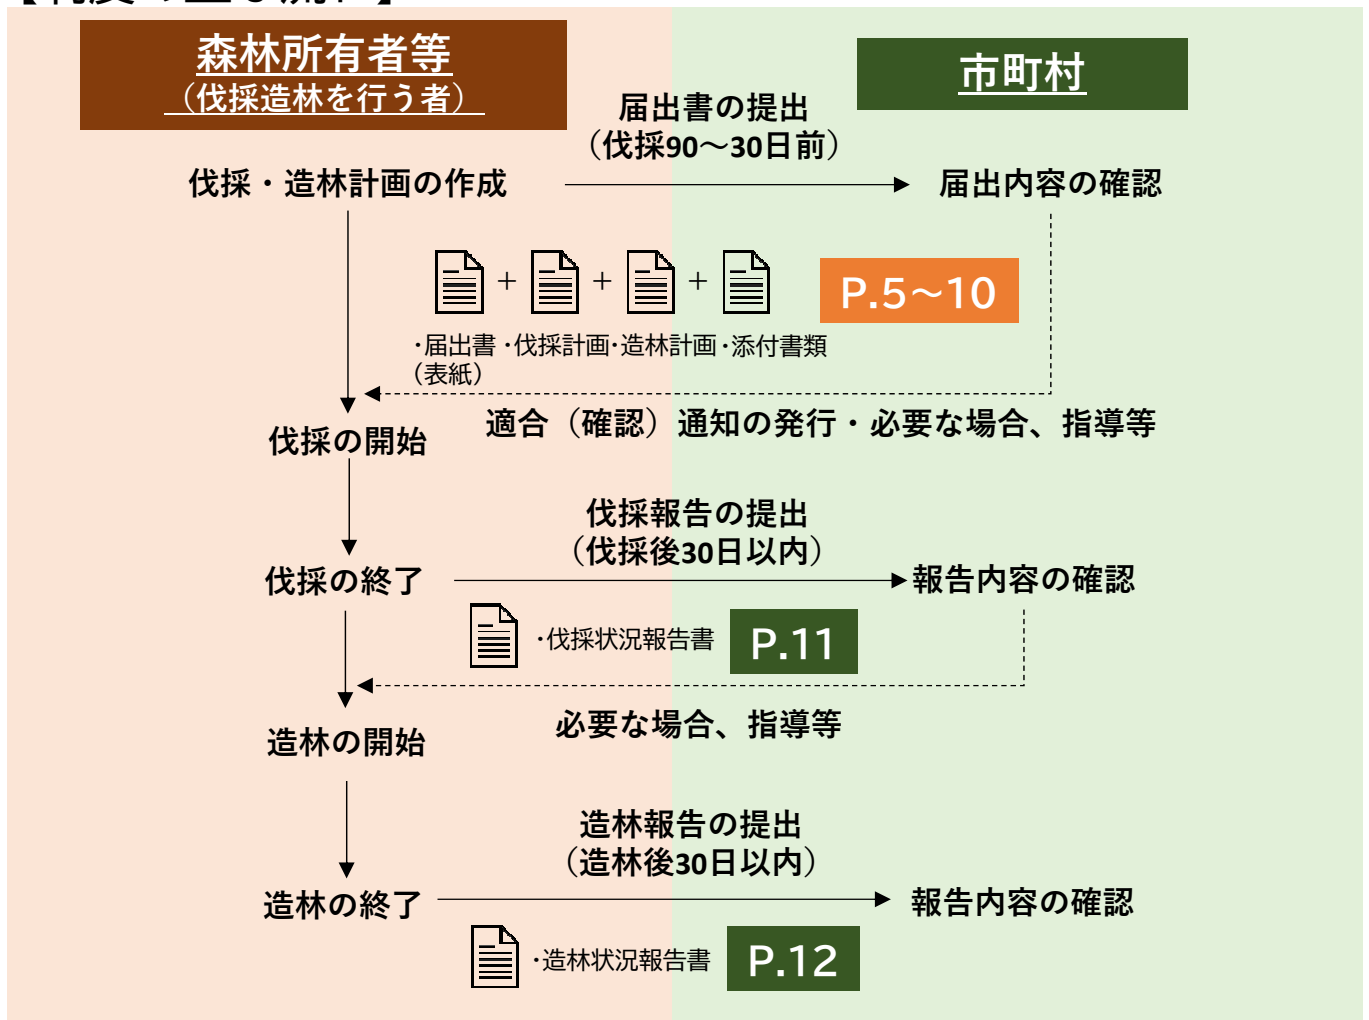 森林所有者等
（伐採造林を行う者）
市町村
届出書の提出
（伐採90～30日前）
伐採・造林計画の作成
届出内容の確認
＋ ＋ ＋
P.5～10
・届出書 ・伐採計画・造林計画・添付書類
（表紙）
適合（確認）通知の発行・必要な場合、指導等
伐採の開始
伐採報告の提出
（伐採後30日以内）
伐採の終了
報告内容の確認
・伐採状況報告書
P.11
必要な場合、指導等
造林の開始
造林報告の提出
（造林後30日以内）
造林の終了
報告内容の確認
・造林状況報告書
P.12